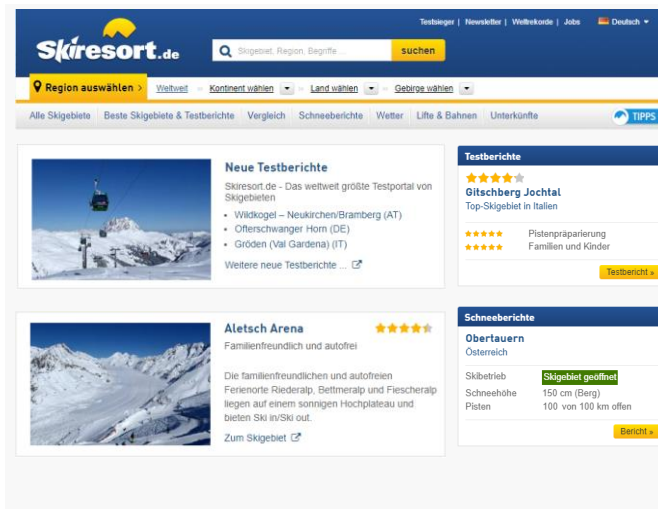 Testsieger | Newsletter | Weltrekorde | Jobs Deutsch
Skiresort.de
Skigebiet, Region, Begriffe ... suchen
Region auswählen › Weltweit » Kontinent wählen » Land wählen » Gebirge wählen
Alle Skigebiete Beste Skigebiete & Testberichte Vergleich Schneeberichte Wetter Lifte & Bahnen Unterkünfte TIPPS
Neue Testberichte
Skiresort.de - Das weltweit größte Testportal von
Skigebieten
• Wildkogel – Neukirchen/Bramberg (AT)
• Ofterschwanger Horn (DE)
• Gröden (Val Gardena) (IT)
Weitere neue Testberichte ...
Testberichte
Gitschberg Jochtal
Top-Skigebiet in Italien
Pistenpräparierung
Familien und Kinder
Testbericht »
Aletsch Arena
Familienfreundlich und autofrei
Die familienfreundlichen und autofreien
Ferienorte Riederalp, Bettmeralp und Fiescheralp
liegen auf einem sonnigen Hochplateau und
bieten Ski in/Ski out.
Zum Skigebiet
Schneeberichte
Obertauern
Österreich
Skibetrieb Skigebiet geöffnet
Schneehöhe 150 cm (Berg)
Pisten 100 von 100 km offen
Bericht »